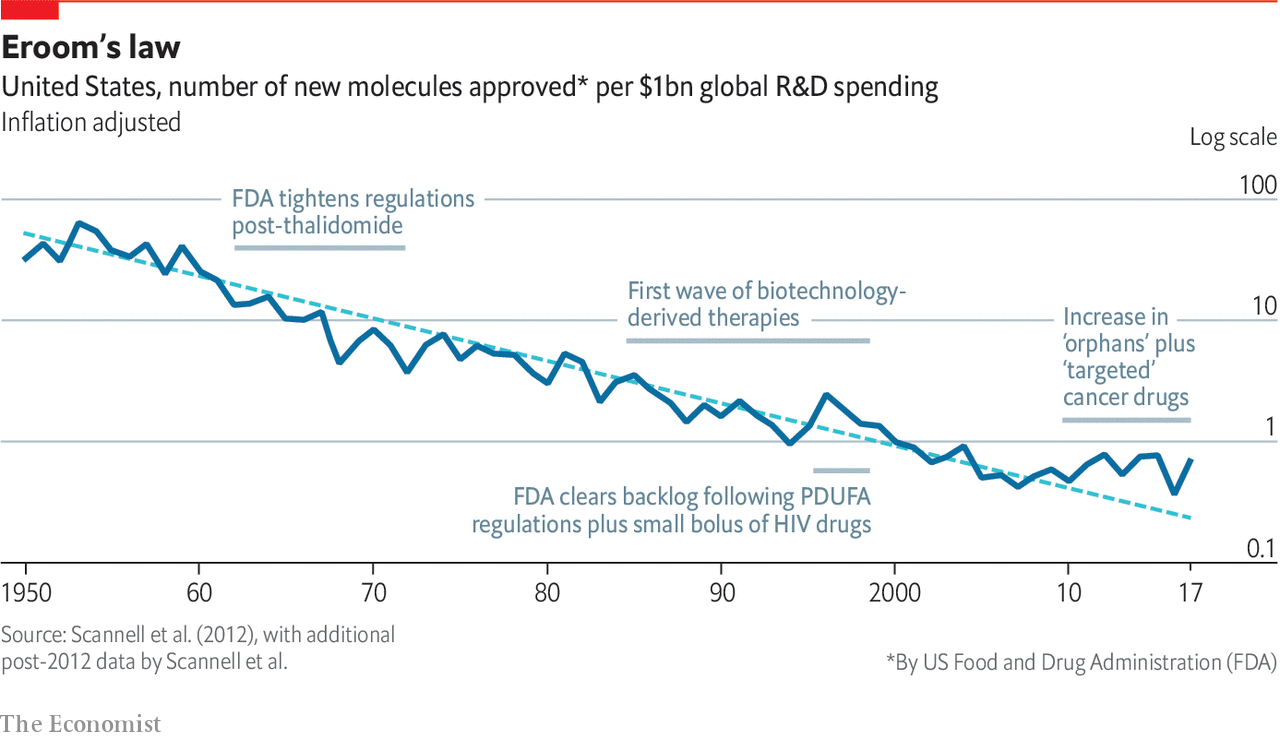 Eroom’s law
United States, number of new molecules approved* per $1bn global R&D spending
Inflation adjusted
Log scale
100
FDA tightens regulations
post-thalidomide
First wave of biotechnology-
derived therapies
10
Increase in
‘orphans’ plus
‘targeted’
cancer drugs
1
FDA clears backlog following PDUFA
regulations plus small bolus of HIV drugs
0.1
1950 60 70 80 90 2000 10 17
Source: Scannell et al. (2012), with additional
post-2012 data by Scannell et al.
*By US Food and Drug Administration (FDA)
The Economist